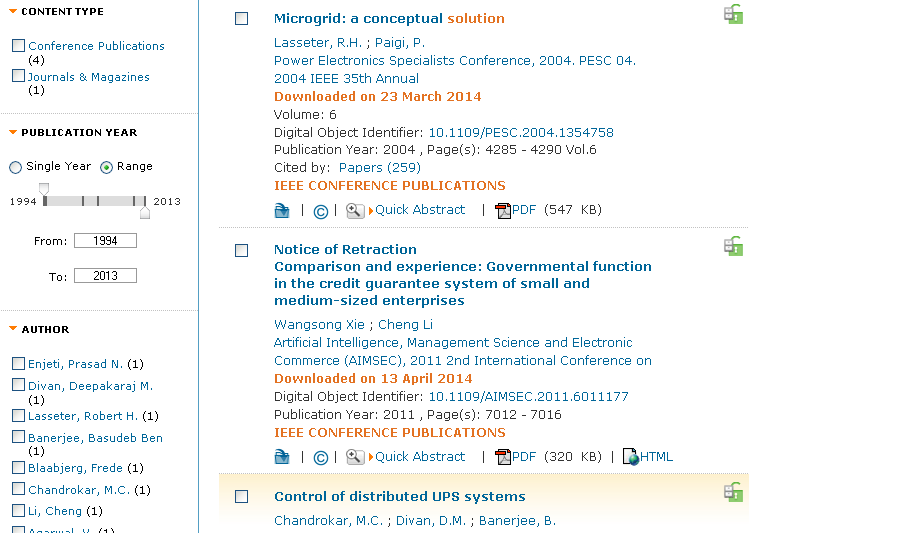 CONTENT TYPE
Conference Publications
(4)
Journals & Magazines
(1)
PUBLICATION YEAR
Single Year Range
1994 2013
From: 1994
To: 2013
AUTHOR
Enjeti, Prasad N. (1)
Divan, Deepakaraj M.
(1)
Lasseter, Robert H. (1)
Banerjee, Basudeb Ben
(1)
Blaabjerg, Frede (1)
Chandrokar, M.C. (1)
Li, Cheng (1)
Agarwal, V. (1)
Microgrid: a conceptual solution
Lasseter, R.H. ; Paigi, P.
Power Electronics Specialists Conference, 2004. PESC 04.
2004 IEEE 35th Annual
Downloaded on 23 March 2014
Volume: 6
Digital Object Identifier: 10.1109/PESC.2004.1354758
Publication Year: 2004 , Page(s): 4285 - 4290 Vol.6
Cited by: Papers (259)
IEEE CONFERENCE PUBLICATIONS
| © | Quick Abstract | PDF (547 KB)
Notice of Retraction
Comparison and experience: Governmental function
in the credit guarantee system of small and
medium-sized enterprises
Wangsong Xie ; Cheng Li
Artificial Intelligence, Management Science and Electronic
Commerce (AIMSEC), 2011 2nd International Conference on
Downloaded on 13 April 2014
Digital Object Identifier: 10.1109/AIMSEC.2011.6011177
Publication Year: 2011 , Page(s): 7012 - 7016
IEEE CONFERENCE PUBLICATIONS
| © | Quick Abstract | PDF (320 KB) | HTML
Control of distributed UPS systems
Chandrokar, M.C. ; Divan, D.M. ; Banerjee, B.